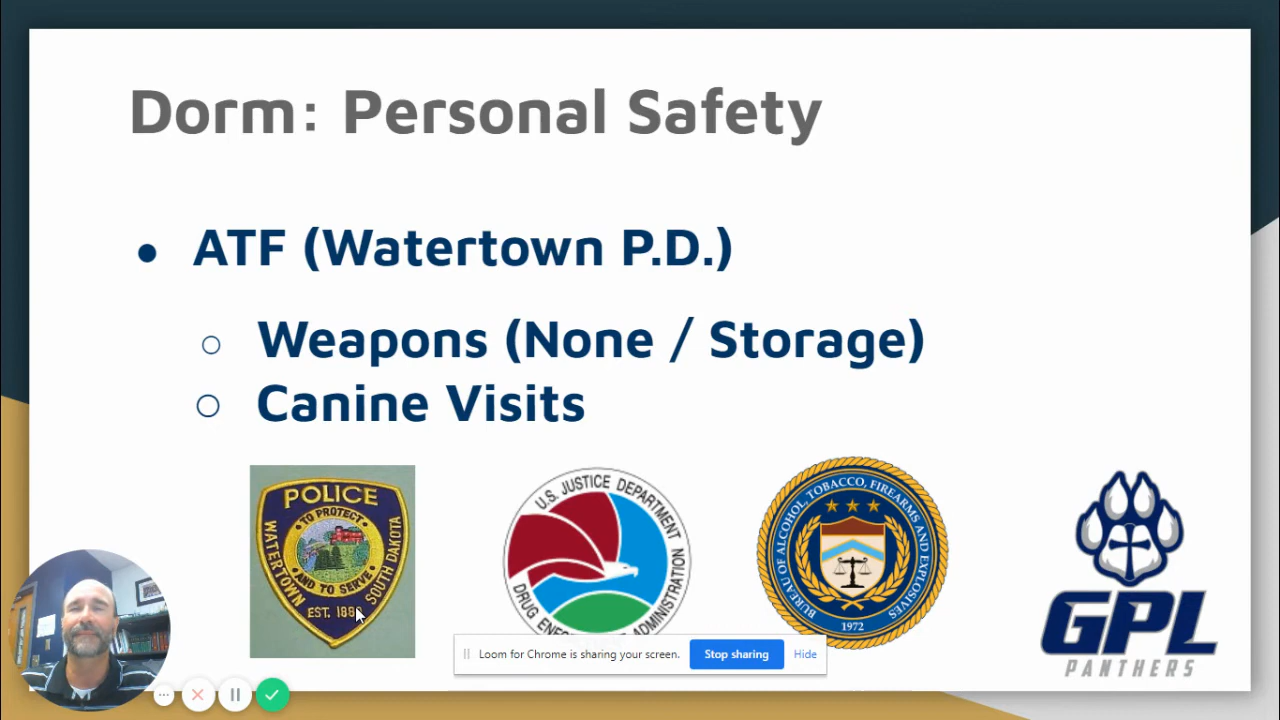 Dorm: Personal Safety
● ATF (Watertown P.D.)
○ Weapons (None / Storage)
○ Canine Visits
POLICE
TO PROTECT
AND TO SERVE
WATERTOWN
SOUTH DAKOTA
EST.
U.S. JUSTICE DEPARTMENT
DRUG
ADMINISTRATION
BUREAU OF ALCOHOL, TOBACCO, FIREARMS AND EXPLOSIVES
1972
GPL
PANTHERS
Loom for Chrome is sharing your screen.
Stop sharing
Hide